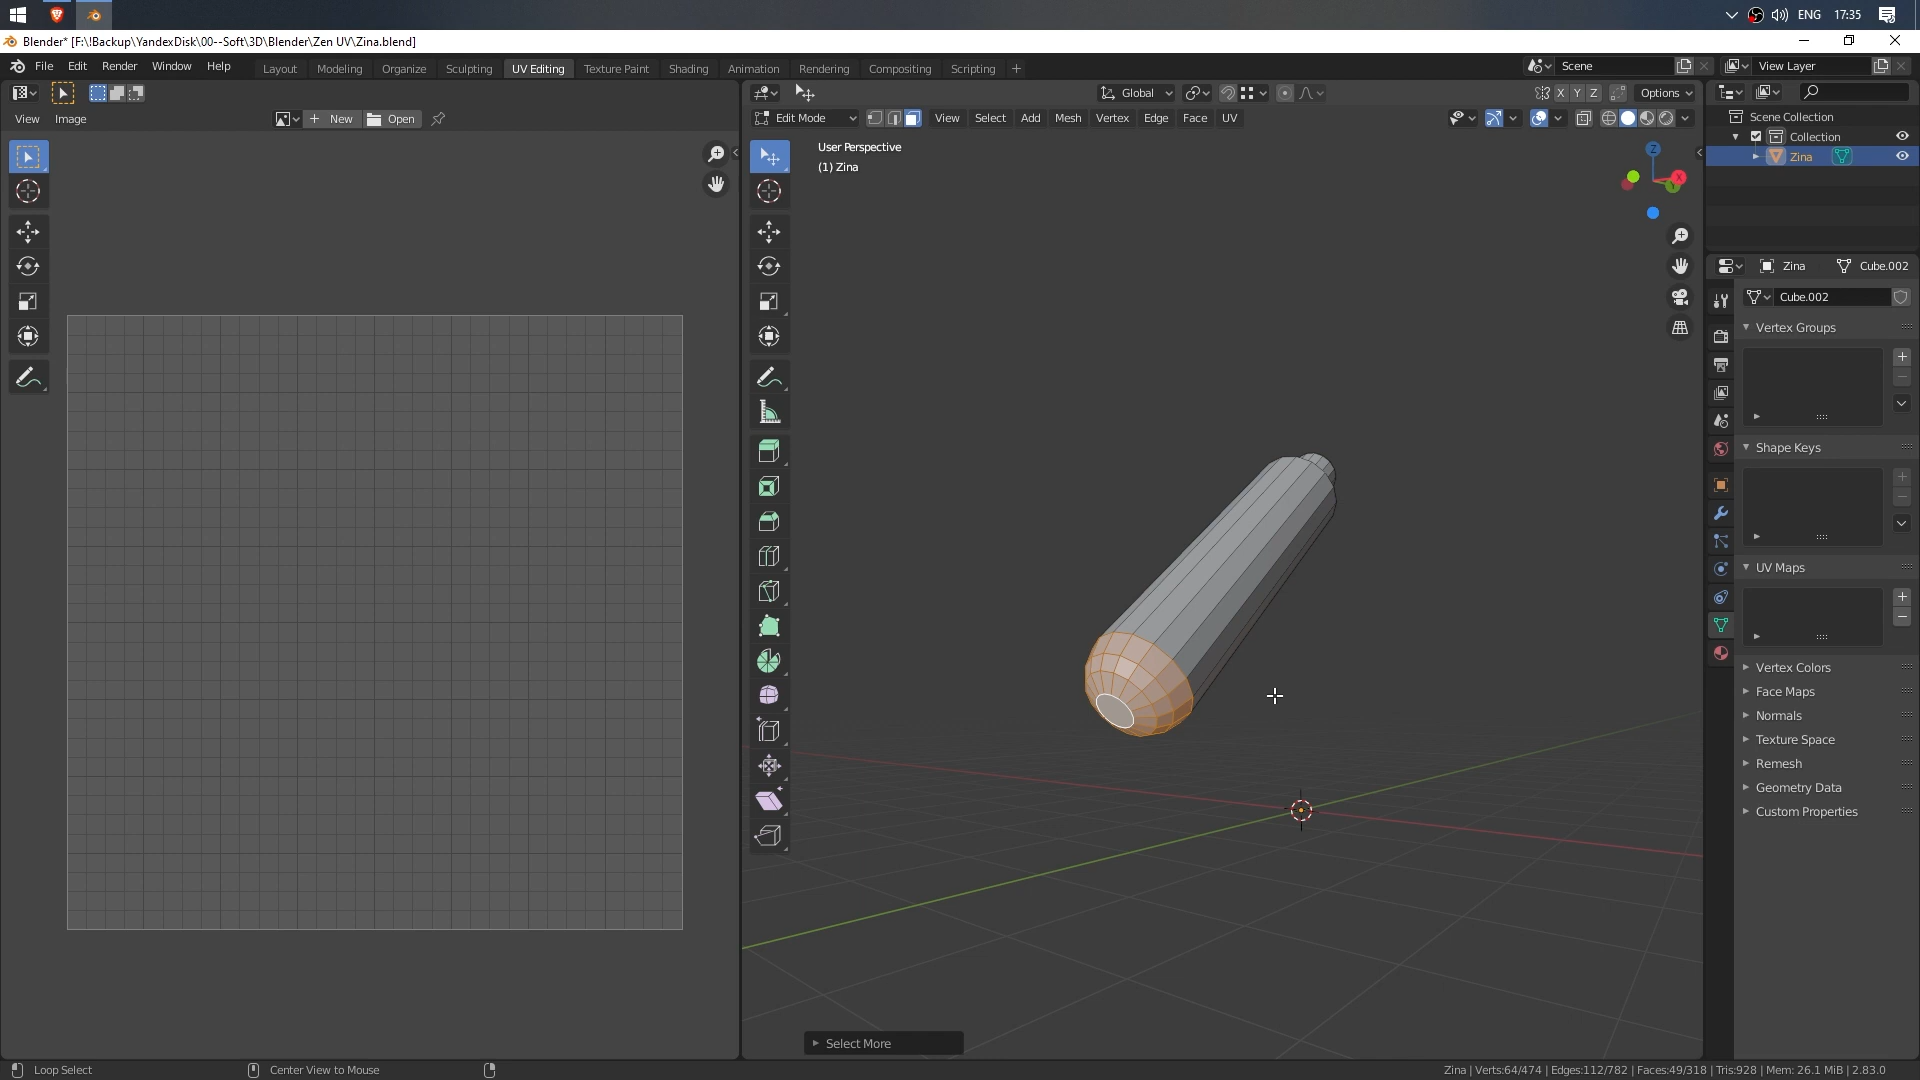 ENG 17:35
Blender* [F:\!Backup\YandexDisk\00--Soft\3D\Blender\Zen UV\Zina.blend]
File Edit Render Window Help Layout Modeling Organize Sculpting UV Editing Texture Paint Shading Animation Rendering Compositing Scripting + Scene View Layer
Global X Y Z Options
View Image New Open Edit Mode View Select Add Mesh Vertex Edge Face UV
Scene Collection
Collection
Zina
User Perspective
(1) Zina
Z
X
Y
Zina Cube.002
Cube.002
Vertex Groups
Shape Keys
UV Maps
Vertex Colors
Face Maps
Normals
Texture Space
Remesh
Geometry Data
Custom Properties
Select More
Loop Select Center View to Mouse Zina | Verts:64/474 | Edges:112/782 | Faces:49/318 | Tris:928 | Mem: 26.1 MiB | 2.83.0